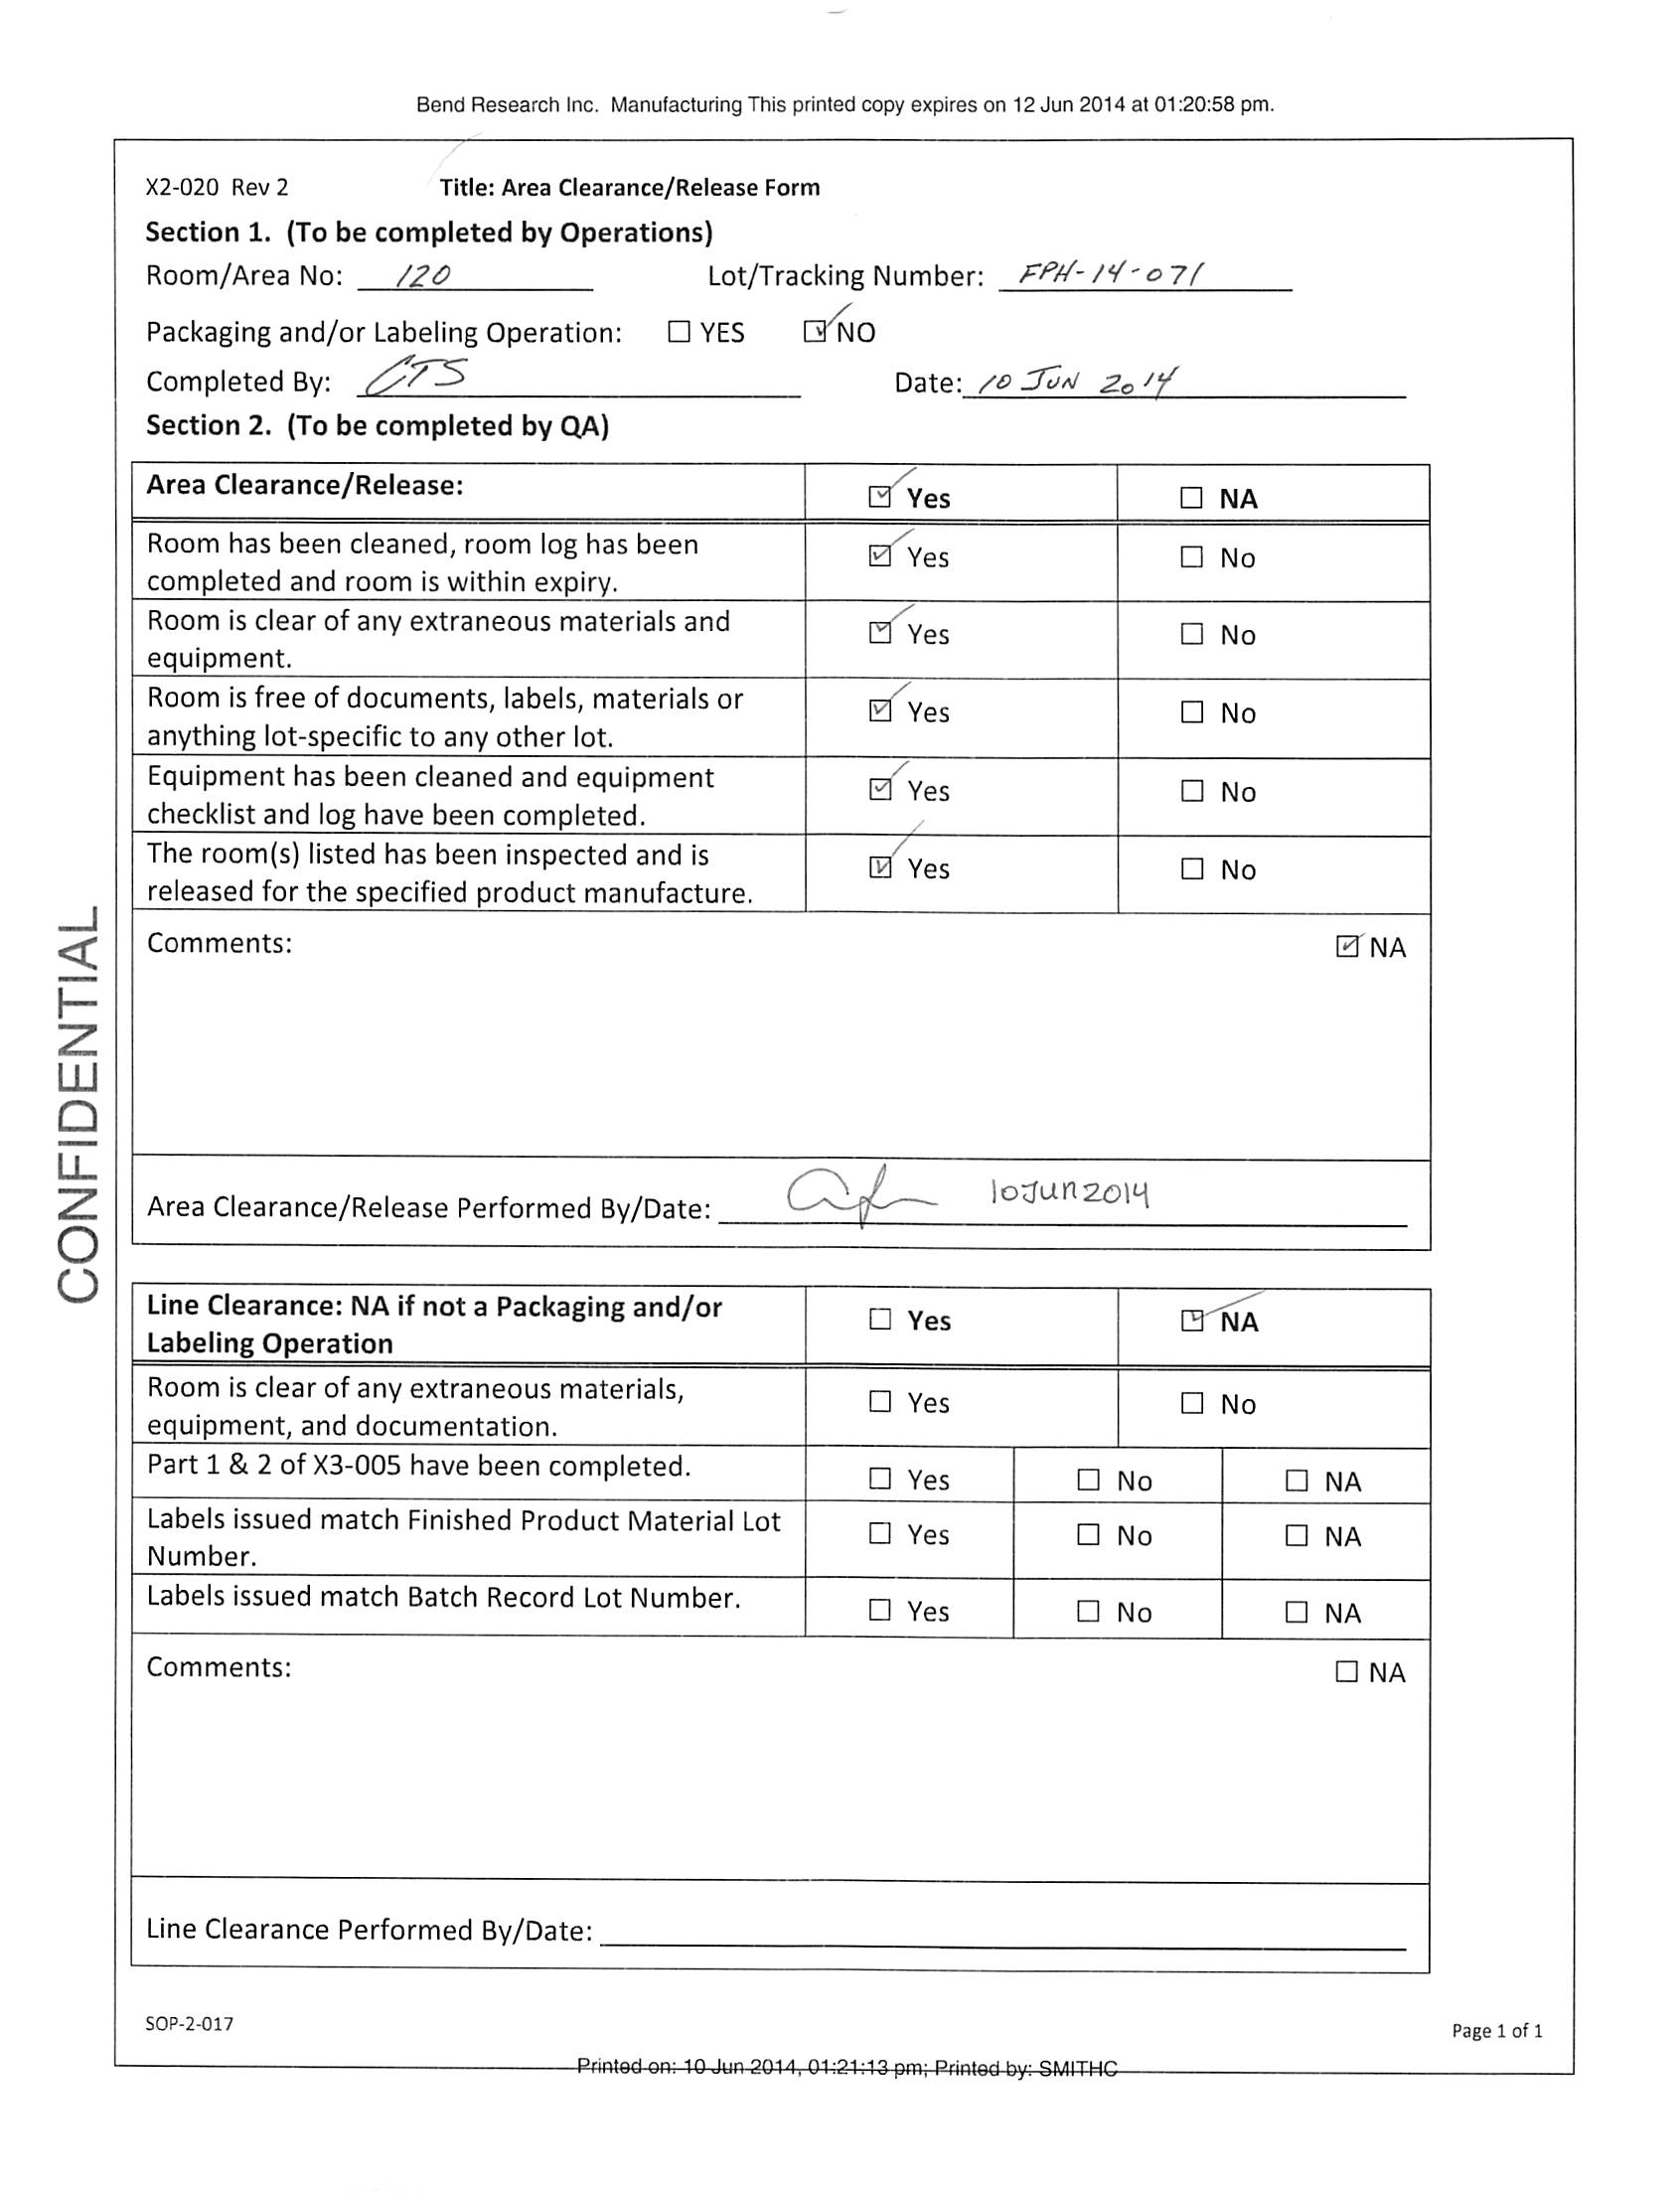 Bend Research Inc. Manufacturing This printed copy expires on 12 Jun 2014 at 01:20:58 pm.
X2-020 Rev 2 Title: Area Clearance/Release Form
Section 1. (To be completed by Operations)
Room/Area No: 120 Lot/Tracking Number: FPH-14-071
Packaging and/or Labeling Operation: ☐ YES ☑ NO
Completed By: CTS Date: 10 JUN 2014
Section 2. (To be completed by QA)
Area Clearance/Release: ☑ Yes ☐ NA
Room has been cleaned, room log has been
completed and room is within expiry. ☑ Yes ☐ No
Room is clear of any extraneous materials and
equipment. ☑ Yes ☐ No
Room is free of documents, labels, materials or
anything lot-specific to any other lot. ☑ Yes ☐ No
Equipment has been cleaned and equipment
checklist and log have been completed. ☑ Yes ☐ No
The room(s) listed has been inspected and is
released for the specified product manufacture. ☑ Yes ☐ No
Comments: ☑ NA
CONFIDENTIAL
Area Clearance/Release Performed By/Date: 10JUN2014
Line Clearance: NA if not a Packaging and/or
Labeling Operation ☐ Yes ☑ NA
Room is clear of any extraneous materials,
equipment, and documentation. ☐ Yes ☐ No
Part 1 & 2 of X3-005 have been completed. ☐ Yes ☐ No ☐ NA
Labels issued match Finished Product Material Lot
Number. ☐ Yes ☐ No ☐ NA
Labels issued match Batch Record Lot Number. ☐ Yes ☐ No ☐ NA
Comments: ☐ NA
Line Clearance Performed By/Date:
SOP-2-017 Page 1 of 1
Printed on: 10 Jun 2014, 01:21:13 pm; Printed by: SMITHC